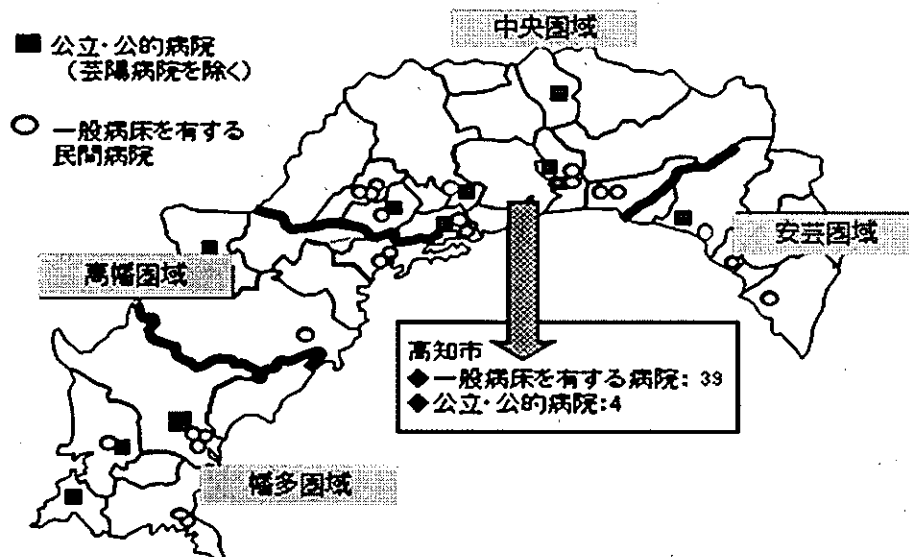 中央圏域
■ 公立・公的病院
（芸陽病院を除く）
○ 一般病床を有する
民間病院
安芸圏域
高幡圏域
高知市
◆一般病床を有する病院: 39
◆公立・公的病院:4
幡多圏域